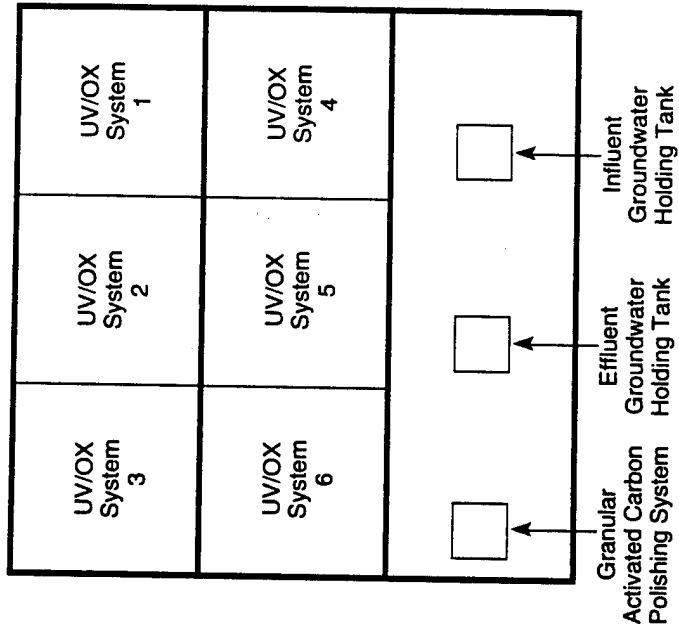 UV/OX
System
1
UV/OX
System
2
UV/OX
System
3
UV/OX
System
4
UV/OX
System
5
UV/OX
System
6
Influent
Groundwater
Holding Tank
Effluent
Groundwater
Holding Tank
Granular
Activated Carbon
Polishing System